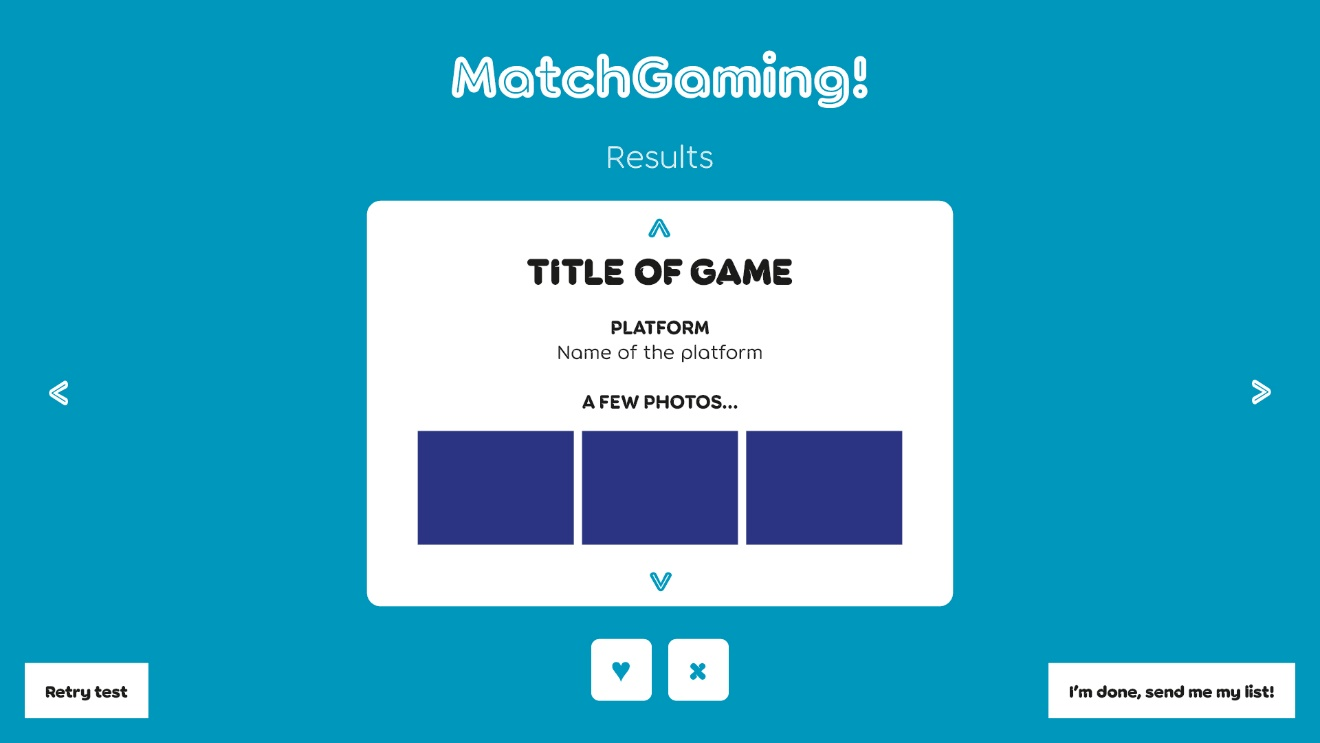 MatchGaming!
Results
TiTLE OF GAME
PLATFORM
Name of the platform
A FEW PHOTOS...
Retry test
I'm done, send me my list!